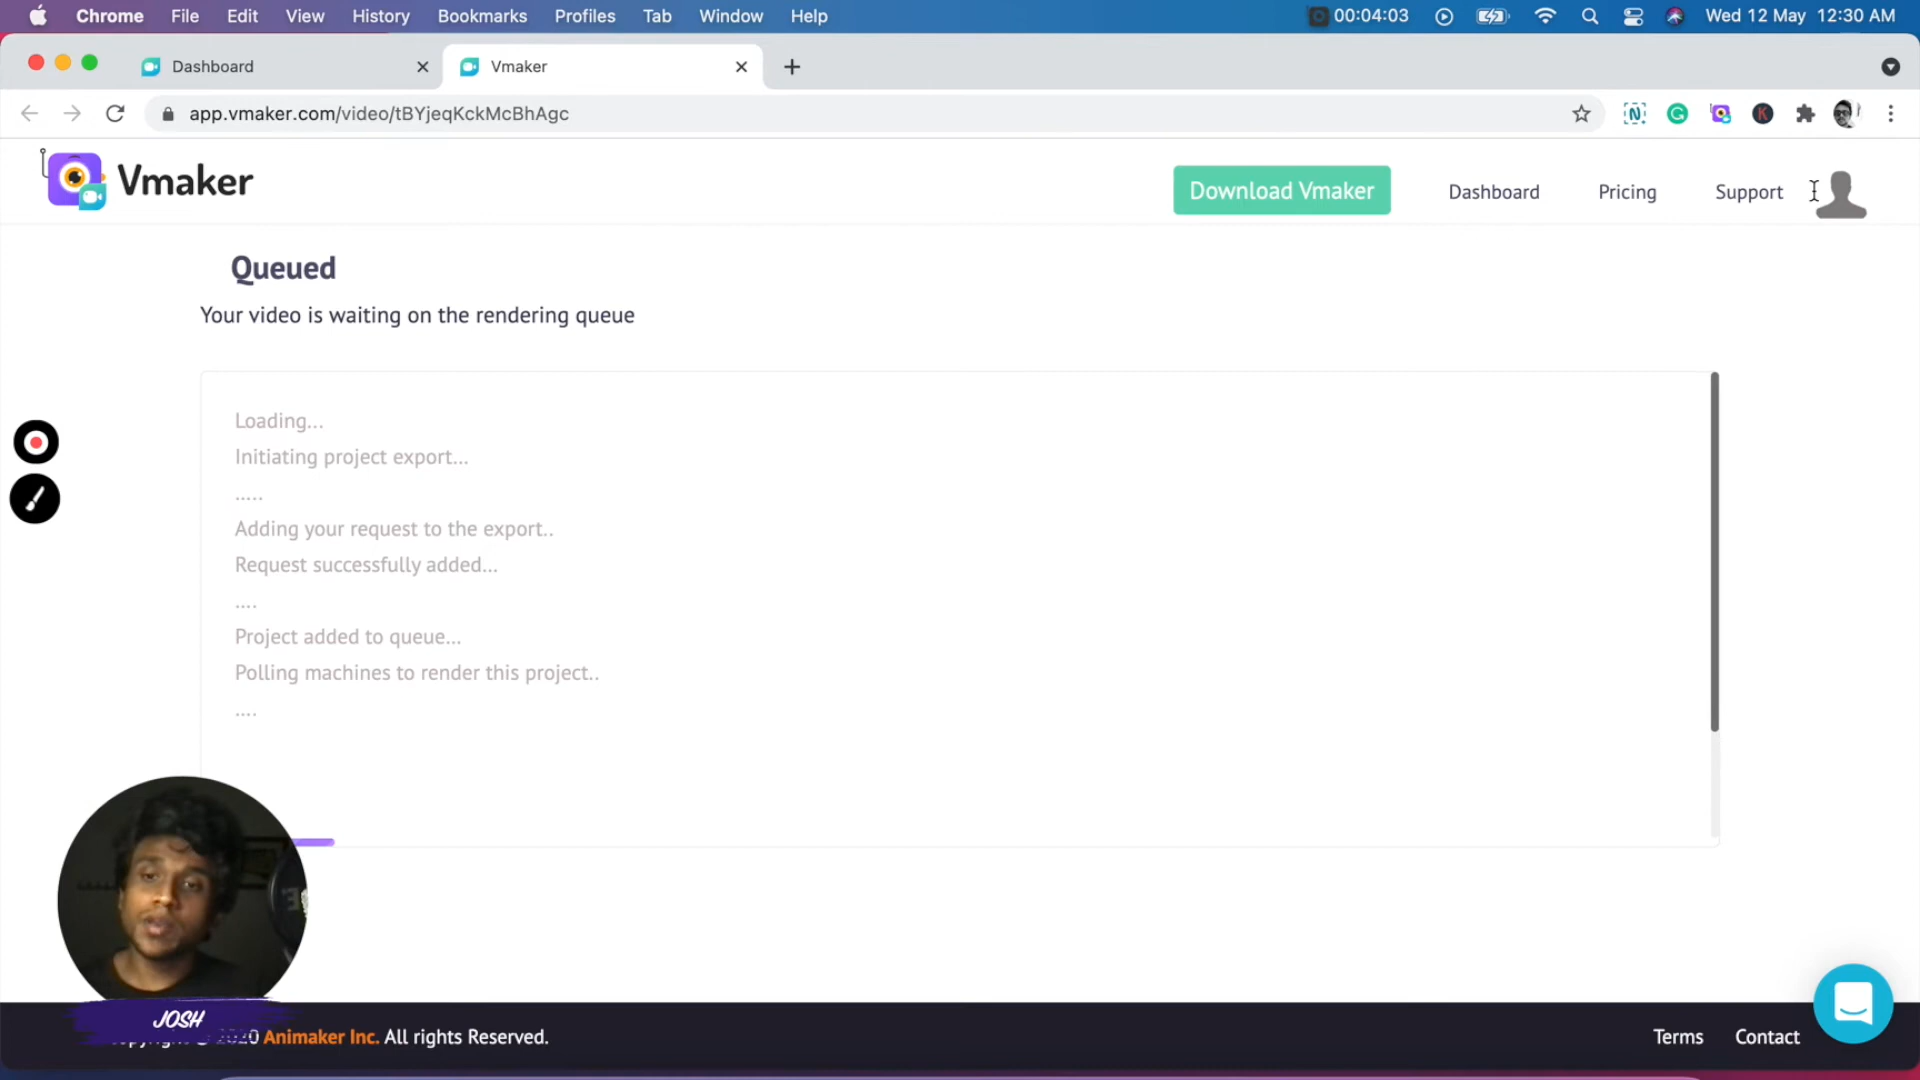 Chrome File Edit View History Bookmarks Profiles Tab Window Help 00:04:03 Wed 12 May 12:30 AM
Dashboard Vmaker
app.vmaker.com/video/tBYjeqKckMcBhAgc
Vmaker Download Vmaker Dashboard Pricing Support
Queued
Your video is waiting on the rendering queue
Loading...
Initiating project export...
.....
Adding your request to the export..
Request successfully added...
....
Project added to queue...
Polling machines to render this project..
....
JOSH
2020 Animaker Inc. All rights Reserved. Terms Contact